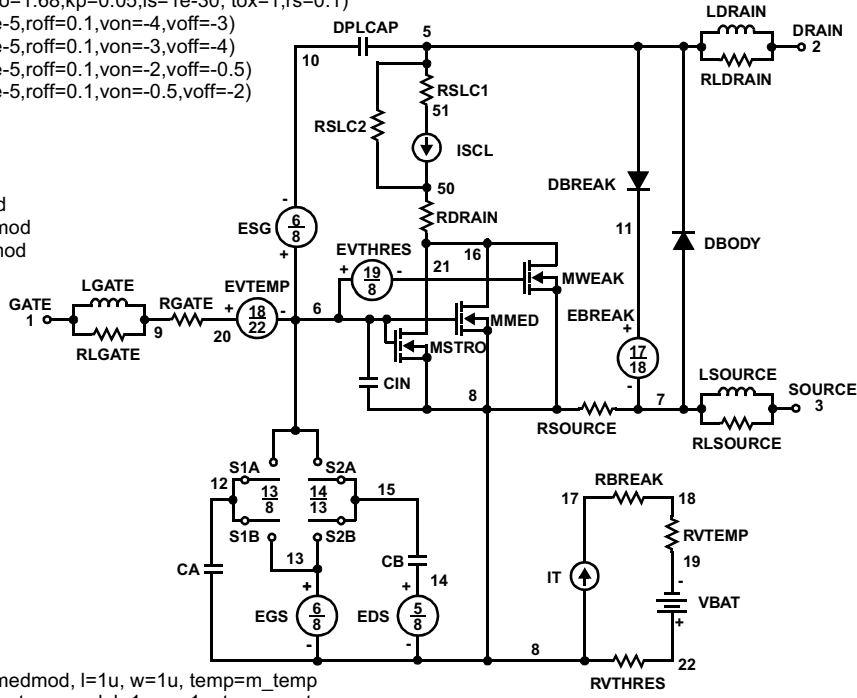 o=1.68,kp=0.05,is=1e-30, tox=1,rs=0.1)
e-5,roff=0.1,von=-4,voff=-3)
e-5,roff=0.1,von=-3,voff=-4)
e-5,roff=0.1,von=-2,voff=-0.5)
e-5,roff=0.1,von=-0.5,voff=-2)
d
mod
mod
LDRAIN
DPLCAP
5
DRAIN
2
10
RLDRAIN
RSLC1
51
RSLC2
ISCL
50
DBREAK
RDRAIN
ESG
6
8
-
+
11
DBODY
EVTHRES
16
21
+
19
8
-
MWEAK
LGATE
EVTEMP
GATE
1
RGATE
+
18
22
-
6
MMED
EBREAK
+
9
20
RLGATE
MSTRO
17
18
-
CIN
LSOURCE
SOURCE
3
8
7
RSOURCE
RLSOURCE
S1A
S2A
12
13
8
14
13
15
RBREAK
17
18
S1B
S2B
RVTEMP
13
CB
CA
14
IT
19
-
VBAT
+
+
EGS
6
8
-
+
EDS
5
8
-
8
22
RVTHRES
medmod, l=1u, w=1u, temp=m_temp